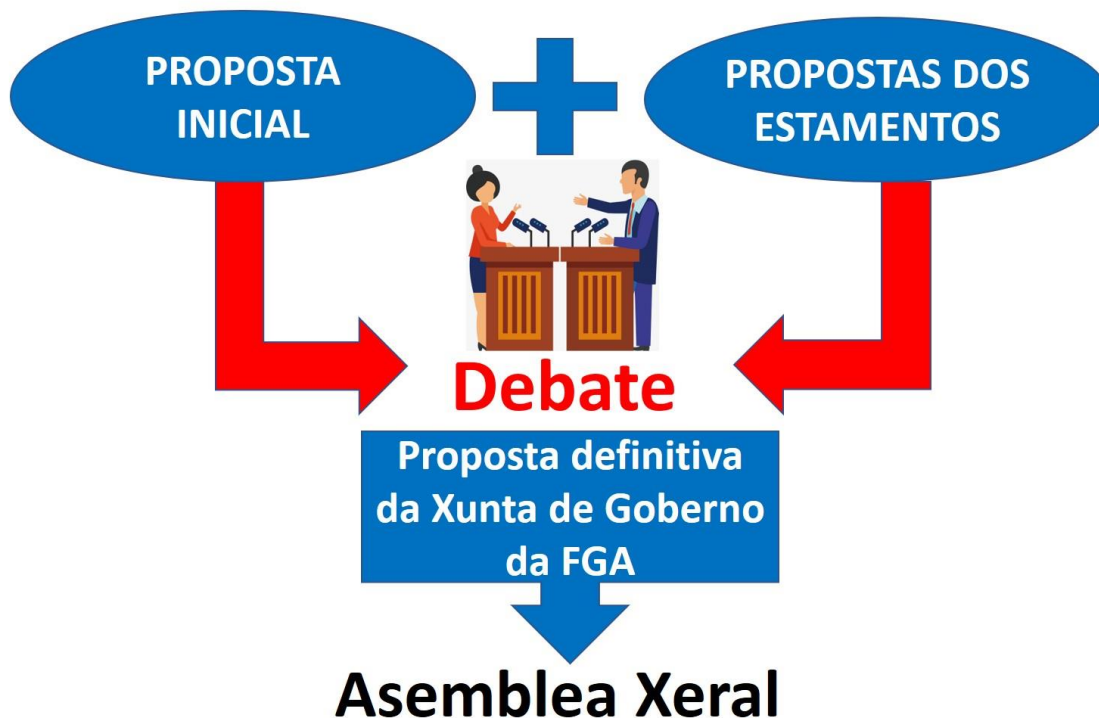 PROPOSTA
INICIAL
PROPOSTAS DOS
ESTAMENTOS
Debate
Proposta definitiva
da Xunta de Goberno
da FGA
Asemblea Xeral